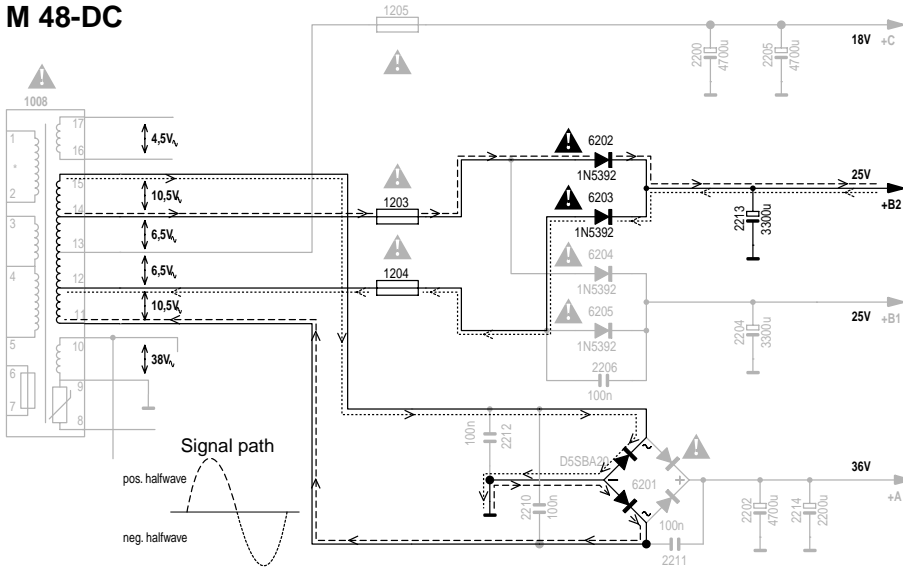 M 48-DC
1205
18V
+C
2200
4700u
2205
4700u
1008
17
4,5V
16
1
2
15
10,5V
14
1203
6202
1N5392
25V
+B2
2213
3300u
6203
1N5392
3
6,5V
13
4
6,5V
12
1204
6204
1N5392
10,5V
11
6205
1N5392
25V
+B1
2204
3300u
2206
100n
5
10
38V
6
9
7
8
Signal path
pos. halfwave
neg. halfwave
100n
2212
D5SBA20
~
6201
-
+
~
36V
+A
2210
100n
100n
2211
2202
4700u
2214
2200u